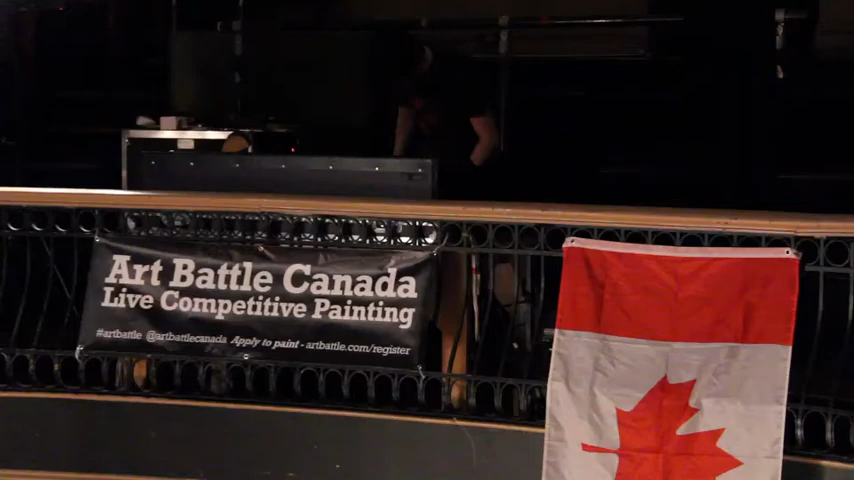 Art Battle Canada
Live Competitive Painting
#artbattle @artbattlecanada Apply to paint - artbattle.com/register